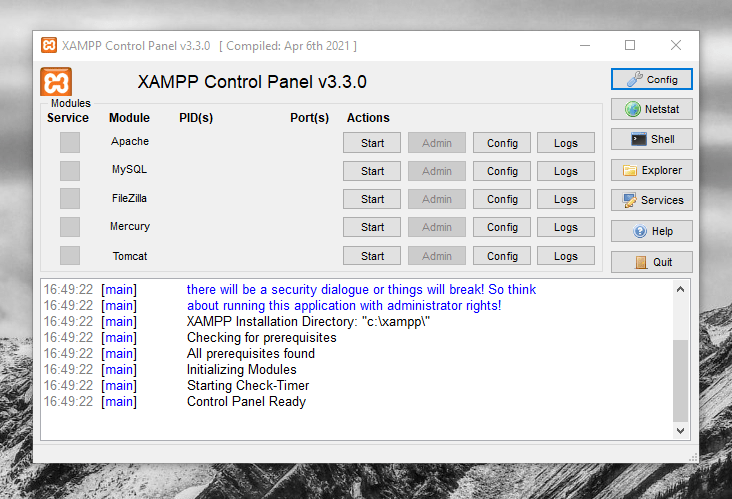 XAMPP Control Panel v3.3.0 [ Compiled: Apr 6th 2021 ]
XAMPP Control Panel v3.3.0
Config
Modules
Service Module PID(s) Port(s) Actions
Netstat
Apache Start Admin Config Logs
Shell
MySQL Start Admin Config Logs
Explorer
FileZilla Start Admin Config Logs
Services
Mercury Start Admin Config Logs
Help
Tomcat Start Admin Config Logs
Quit
16:49:22 [main] there will be a security dialogue or things will break! So think
16:49:22 [main] about running this application with administrator rights!
16:49:22 [main] XAMPP Installation Directory: "c:\xampp\"
16:49:22 [main] Checking for prerequisites
16:49:22 [main] All prerequisites found
16:49:22 [main] Initializing Modules
16:49:22 [main] Starting Check-Timer
16:49:22 [main] Control Panel Ready